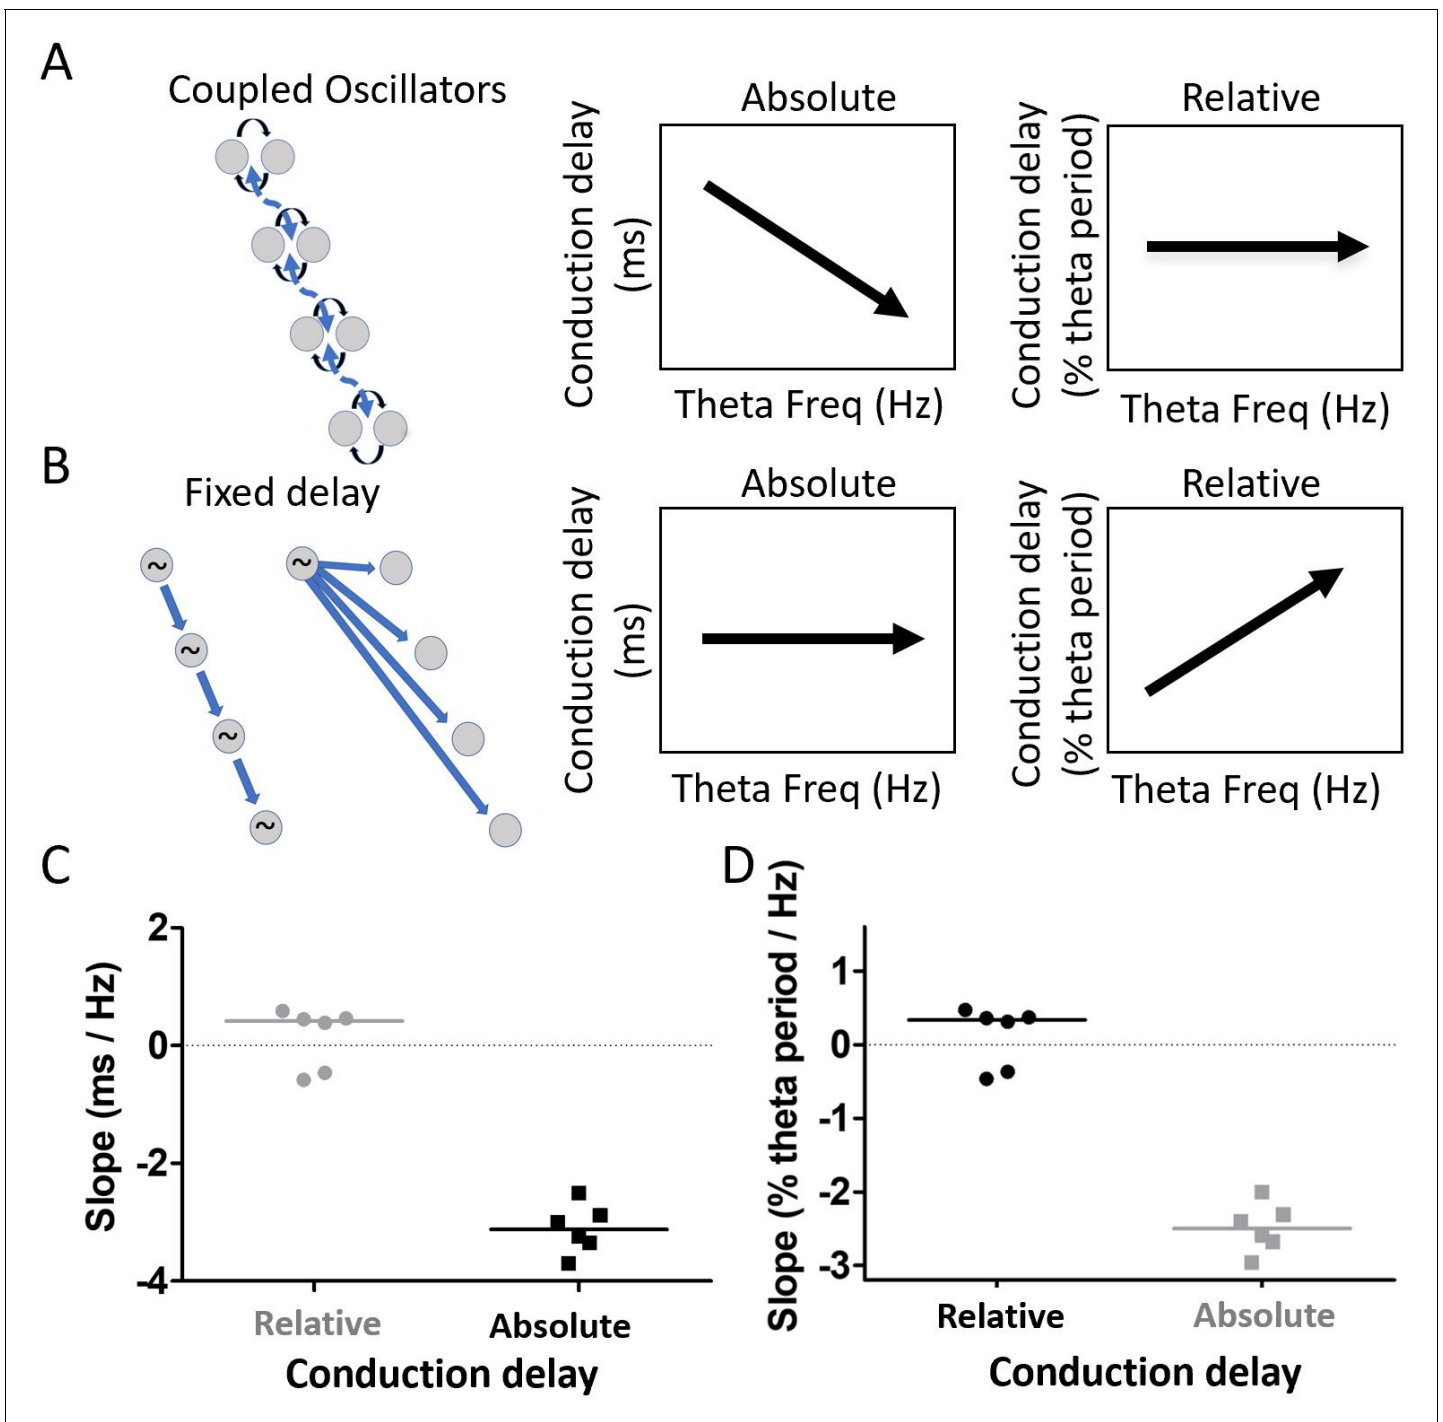 A
Coupled Oscillators
Absolute
Conduction delay
(ms)
Theta Freq (Hz)
Relative
Conduction delay
(% theta period)
Theta Freq (Hz)
B
Fixed delay
~
~
~
~
~
Absolute
Conduction delay
(ms)
Theta Freq (Hz)
Relative
Conduction delay
(% theta period)
Theta Freq (Hz)
C
Slope (ms / Hz)
2
0
-2
-4
Relative
Absolute
Conduction delay
D
Slope (% theta period / Hz)
1
0
-1
-2
-3
Relative
Absolute
Conduction delay